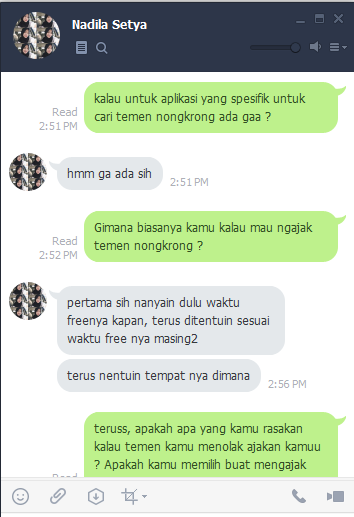 Nadila Setya
kalau untuk aplikasi yang spesifik untuk
cari temen nongkrong ada gaa ?
Read
2:51 PM
hmm ga ada sih
2:51 PM
Gimana biasanya kamu kalau mau ngajak
temen nongkrong ?
Read
2:52 PM
pertama sih nanyain dulu waktu
freenya kapan, terus ditentuin sesuai
waktu free nya masing2
terus nentuin tempat nya dimana
2:56 PM
teruss, apakah apa yang kamu rasakan
kalau temen kamu menolak ajakan kamuu
? Apakah kamu memilih buat mengajak
Read